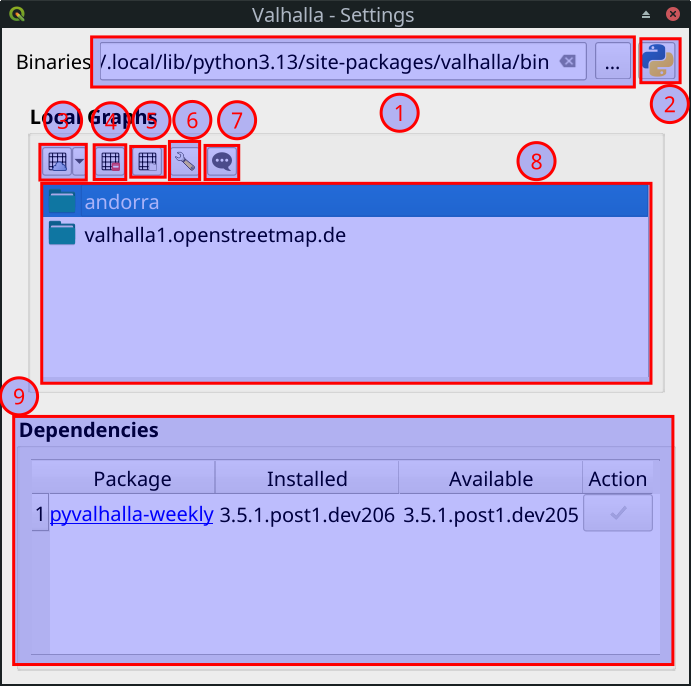 Valhalla - Settings
Binaries /.local/lib/python3.13/site-packages/valhalla/bin ...
1
2
Local Graphs
3 4 5 6 7
8
andorra
valhalla1.openstreetmap.de
9
Dependencies
Package Installed Available Action
1 pyvalhalla-weekly 3.5.1.post1.dev206 3.5.1.post1.dev205